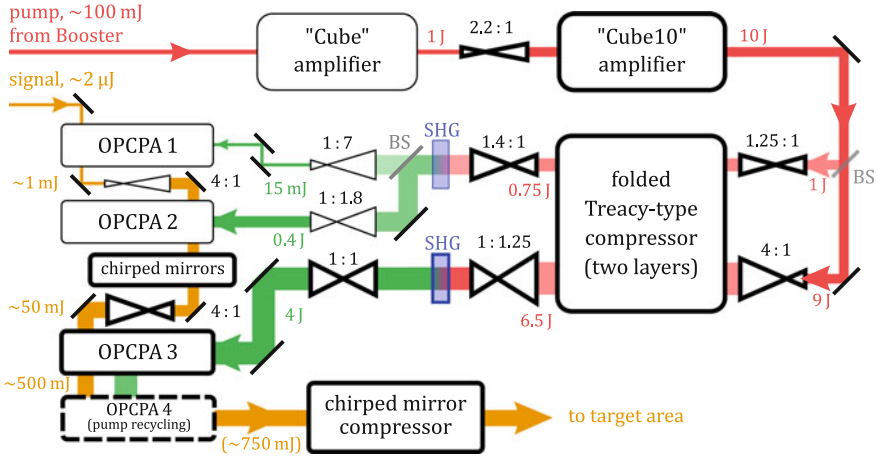 pump, ~100 mJ
from Booster
"Cube"
amplifier
1 J
2.2 : 1
"Cube10"
amplifier
10 J
signal, ~2 µJ
OPCPA 1
1 : 7
BS
SHG
1.4 : 1
1.25 : 1
BS
~1 mJ
4 : 1
15 mJ
0.75 J
1 J
folded
Treacy-type
compressor
(two layers)
OPCPA 2
1 : 1.8
0.4 J
SHG
chirped mirrors
1 : 1
1 : 1.25
4 : 1
~50 mJ
4 : 1
4 J
6.5 J
9 J
OPCPA 3
~500 mJ
OPCPA 4
(pump recycling)
(~750 mJ)
chirped mirror
compressor
to target area